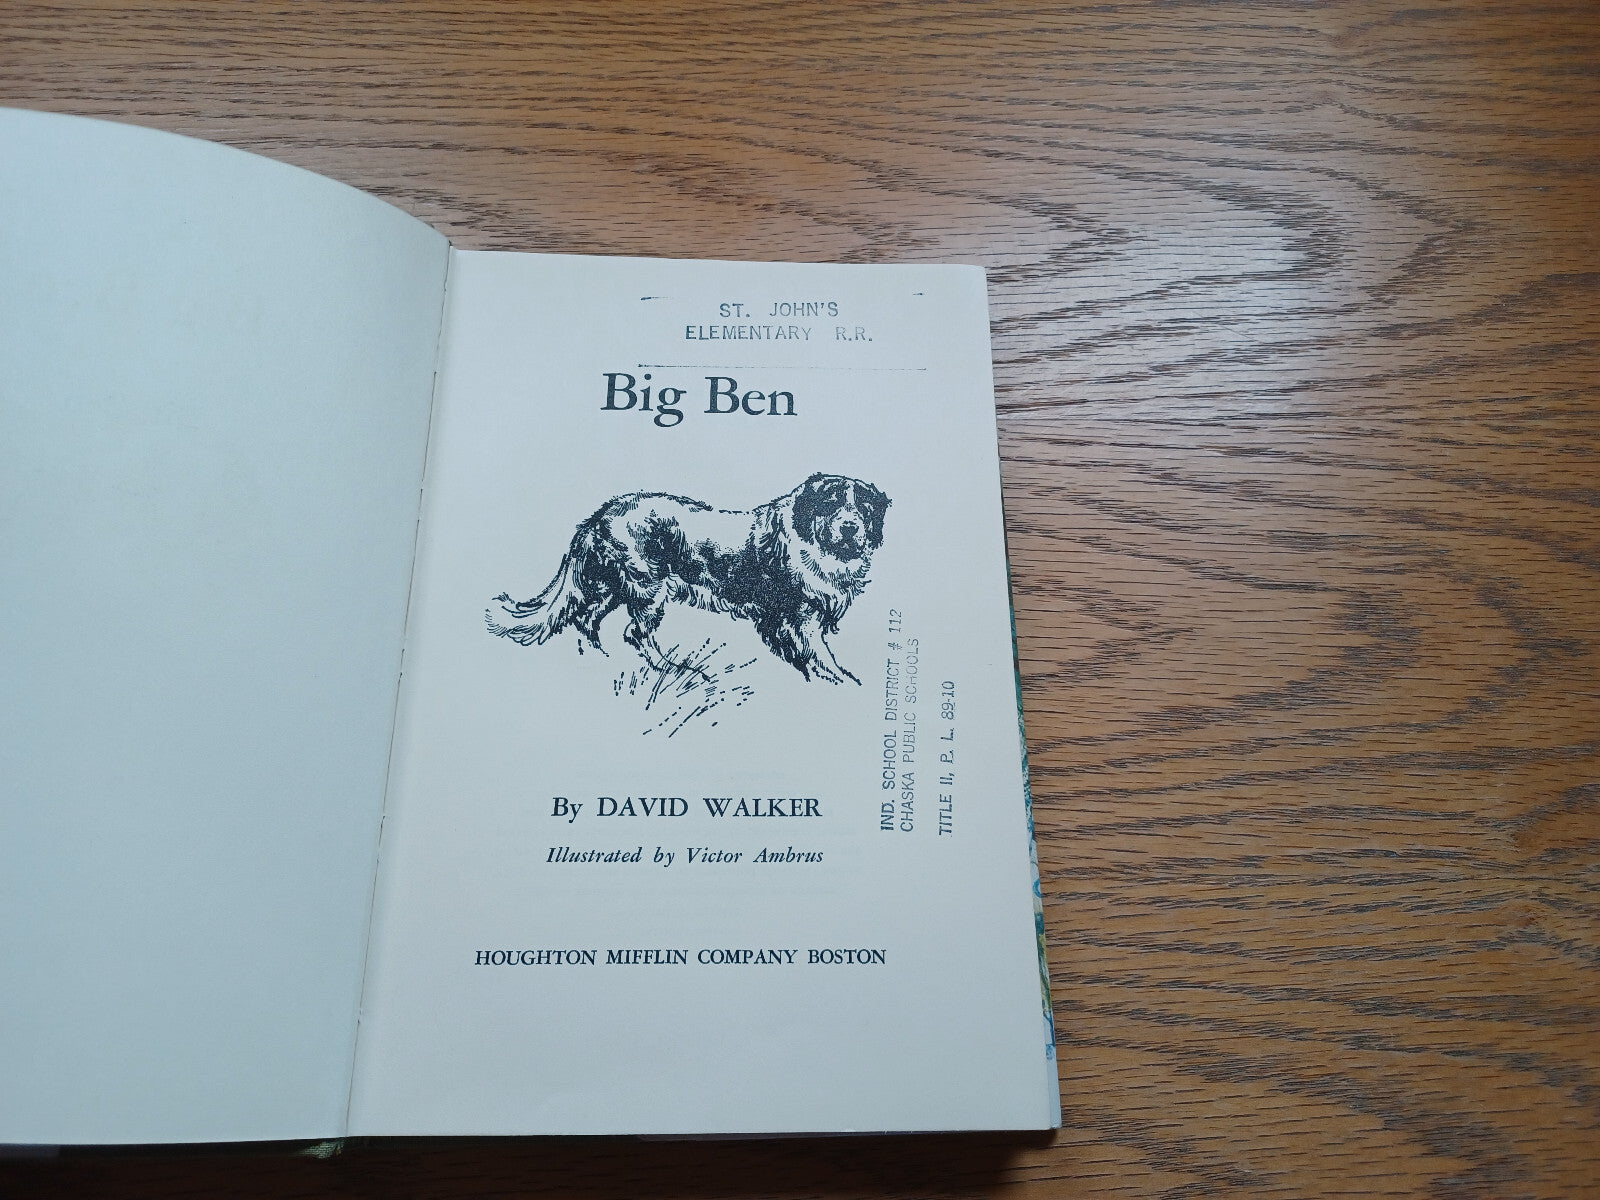 ST. JOHN'S
ELEMENTARY R.R.
Big Ben
IND. SCHOOL DISTRICT # 112
CHASKA PUBLIC SCHOOLS
TITLE II, P. L. 89-10
By DAVID WALKER
Illustrated by Victor Ambrus
HOUGHTON MIFFLIN COMPANY BOSTON